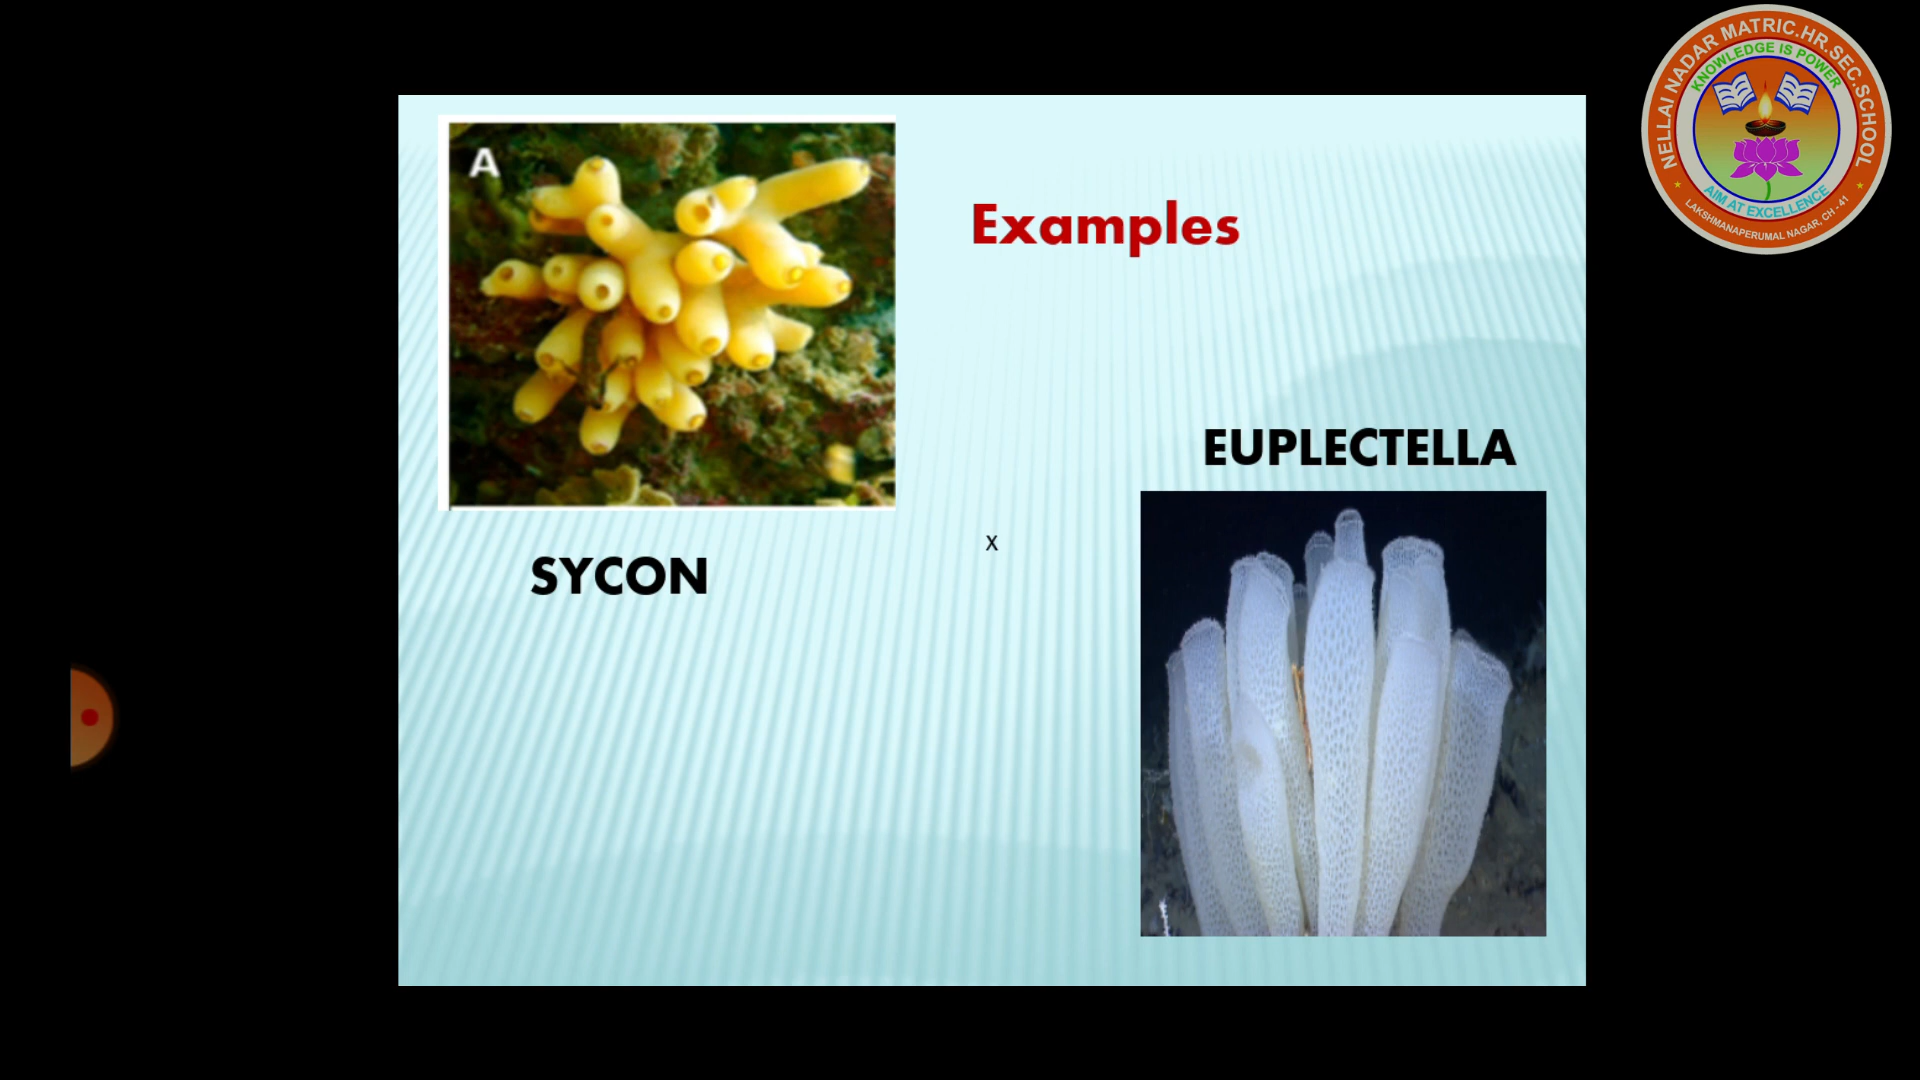 A
Examples
EUPLECTELLA
x
SYCON
NELLAI NADAR MATRIC.HR.SEC.SCHOOL
KNOWLEDGE IS POWER
AIM AT EXCELLENCE
LAKSHMANAPERUMAL NAGAR, CH - 41